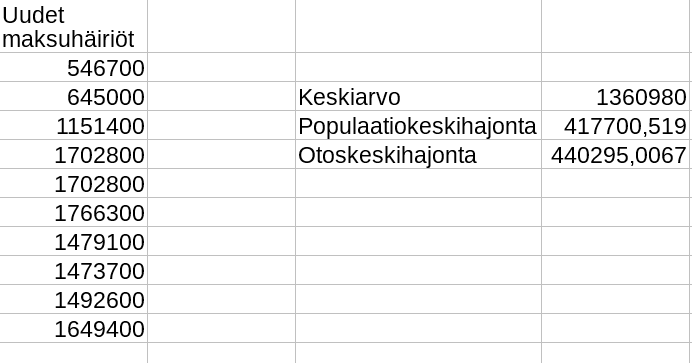 Uudet
maksuhäiriöt
546700
645000 Keskiarvo 1360980
1151400 Populaatiokeskihajonta 417700,519
1702800 Otoskeskihajonta 440295,0067
1702800
1766300
1479100
1473700
1492600
1649400